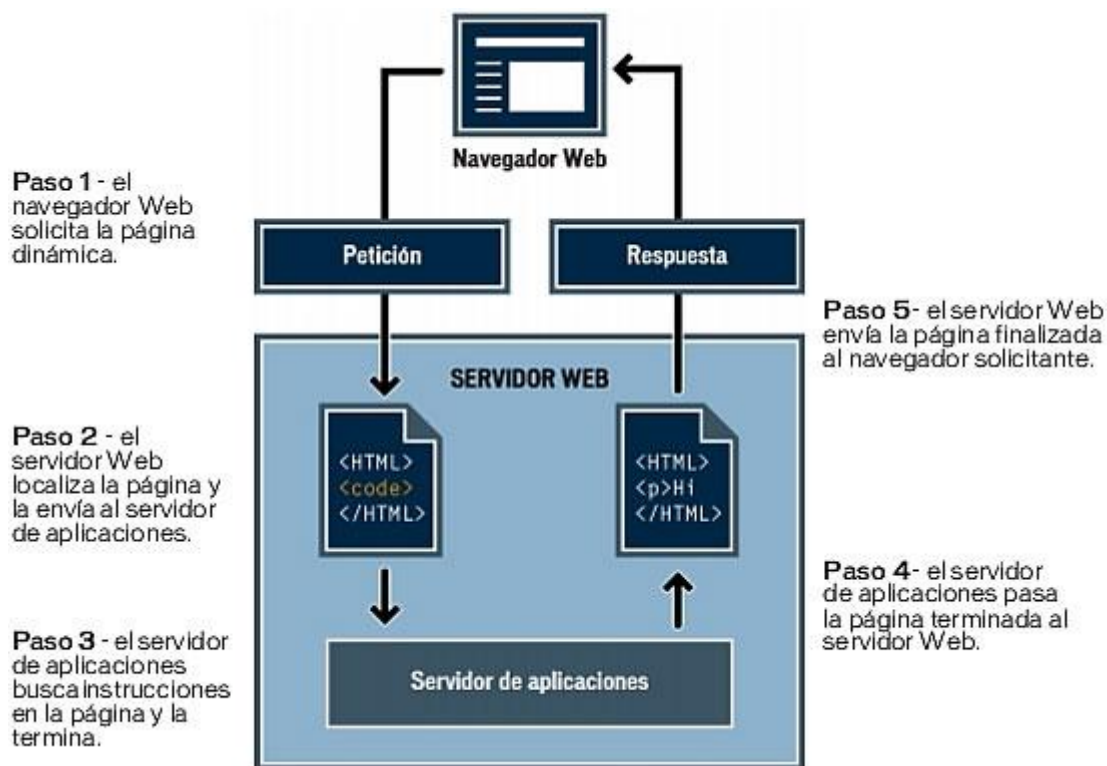 Navegador Web
Paso 1 - el
navegador Web
solicita la página
dinámica.
Petición
Respuesta
Paso 5- el servidor Web
envía la página finalizada
al navegador solicitante.
SERVIDOR WEB
Paso 2 - el
servidor Web
localiza la página y
la envía al servidor
de aplicaciones.
<HTML>
<code>
</HTML>
<HTML>
<p>Hi
</HTML>
Paso 4- el servidor
de aplicaciones pasa
la página terminada al
servidor Web.
Paso 3 - el servidor
de aplicaciones
busca instrucciones
en la página y la
termina.
Servidor de aplicaciones